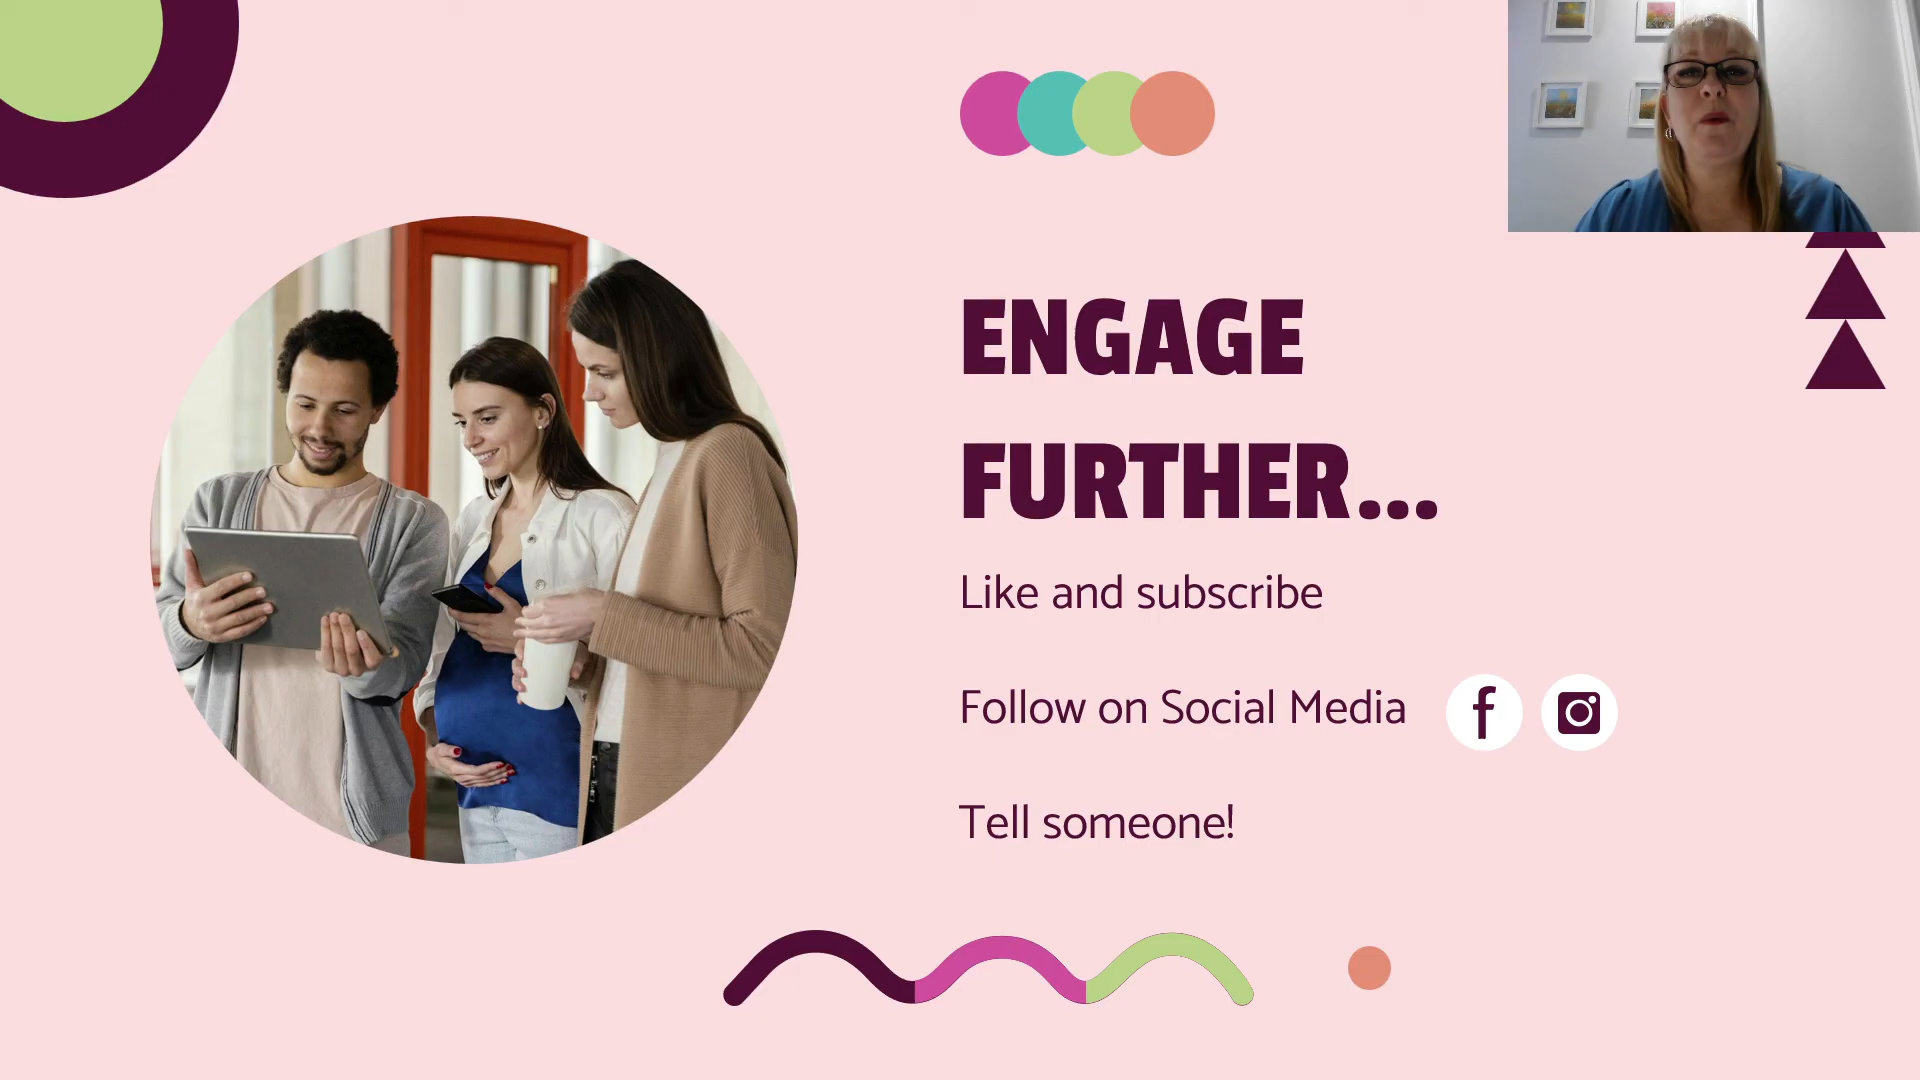 ENGAGE
FURTHER...
Like and subscribe
Follow on Social Media
Tell someone!